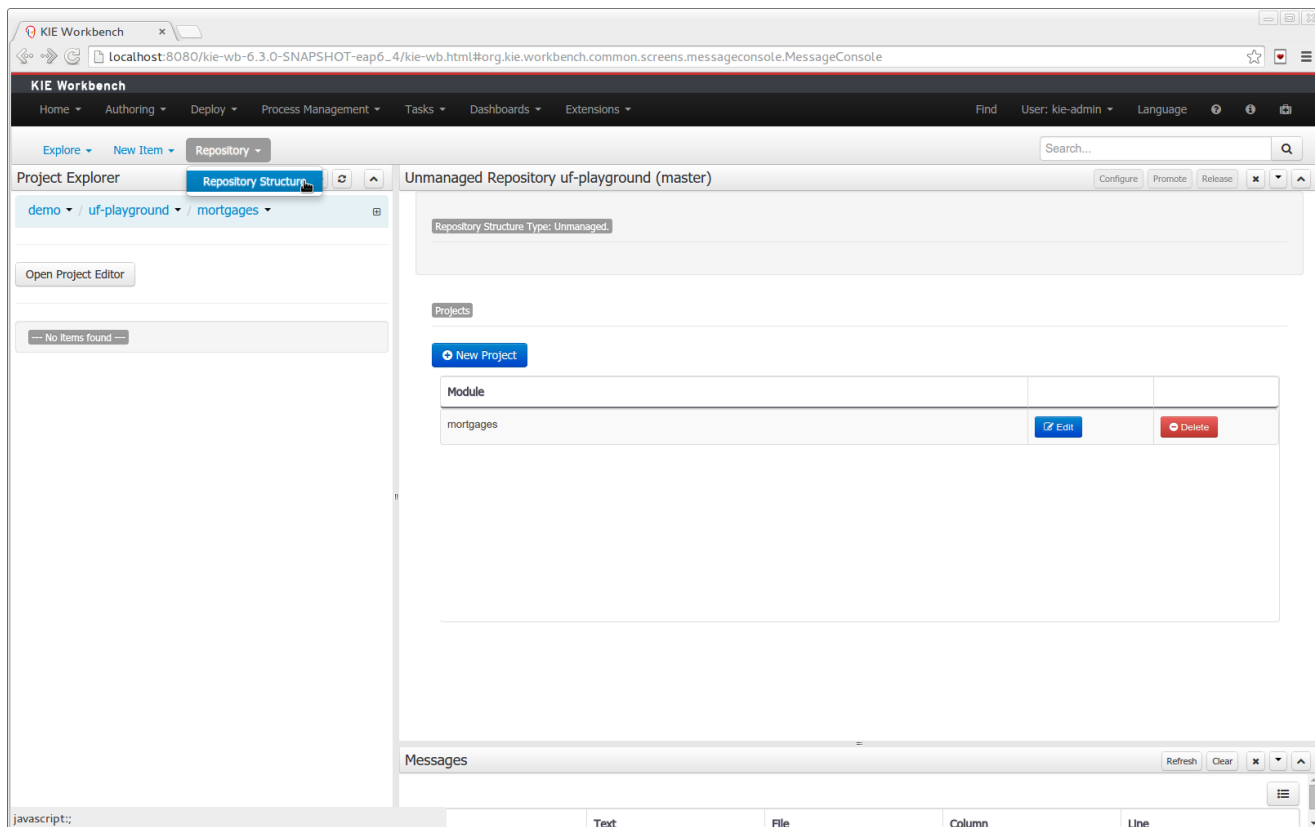 KIE Workbench
localhost:8080/kie-wb-6.3.0-SNAPSHOT-eap6_4/kie-wb.html#org.kie.workbench.common.screens.messageconsole.MessageConsole
KIE Workbench
Home Authoring Deploy Process Management Tasks Dashboards Extensions Find User: kie-admin Language
Explore New Item Repository Search...
Repository Structure
Project Explorer Unmanaged Repository uf-playground (master) Configure Promote Release
demo / uf-playground / mortgages
Repository Structure Type: Unmanaged.
Open Project Editor
Projects
--- No items found ---
New Project
Module
mortgages Edit Delete
Messages Refresh Clear
javascript:;
Text File Column Line